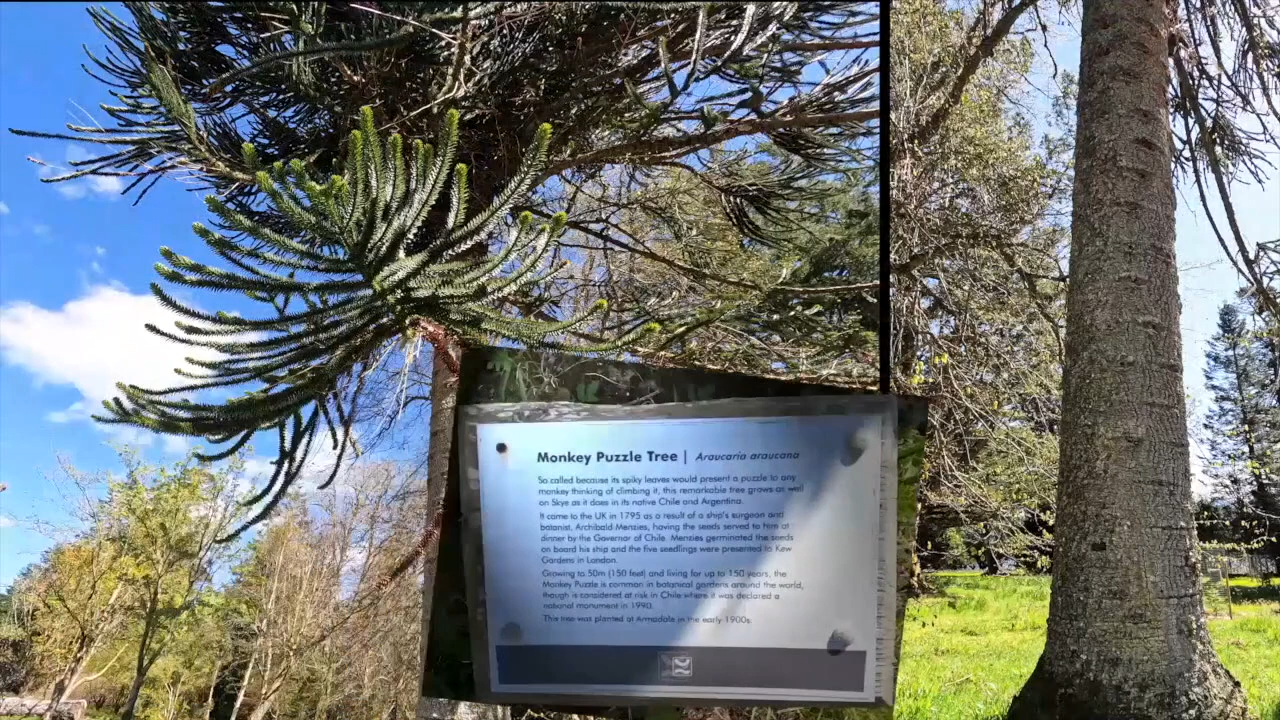 Monkey Puzzle Tree | Araucaria araucana
So called because its spiky leaves would present a puzzle to any
monkey thinking of climbing it, this remarkable tree grows as well
on Skye as it does in its native Chile and Argentina.
It came to the UK in 1795 as a result of a ship's surgeon and
botanist, Archibald Menzies, having the seeds served to him at
dinner by the Governor of Chile. Menzies germinated the seeds
on board his ship and the five seedlings were presented to Kew
Gardens in London.
Growing to 50m (150 feet) and living for up to 150 years, the
Monkey Puzzle is common in botanical gardens around the world,
though is considered at risk in Chile where it was declared a
national monument in 1990.
This tree was planted at Armadale in the early 1900s.